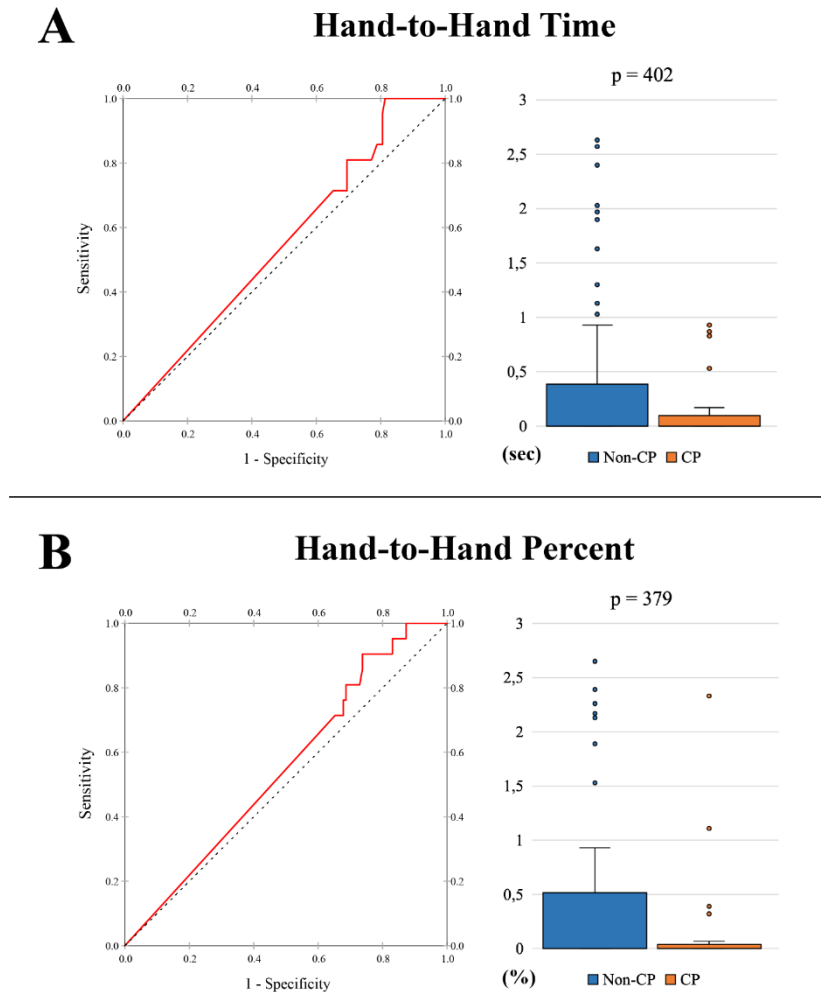 A
Hand-to-Hand Time
p = 402
0.0 0.2 0.4 0.6 0.8 1.0
1.0 1.0
0.8 0.8
0.6 0.6
0.4 0.4
0.2 0.2
0.0 0.0
0.0 0.2 0.4 0.6 0.8 1.0
Sensitivity
1 - Specificity
3
2,5
2
1,5
1
0,5
0
(sec)
Non-CP CP
B
Hand-to-Hand Percent
p = 379
0.0 0.2 0.4 0.6 0.8 1.0
1.0 1.0
0.8 0.8
0.6 0.6
0.4 0.4
0.2 0.2
0.0 0.0
0.0 0.2 0.4 0.6 0.8 1.0
Sensitivity
1 - Specificity
3
2,5
2
1,5
1
0,5
0
(%)
Non-CP CP